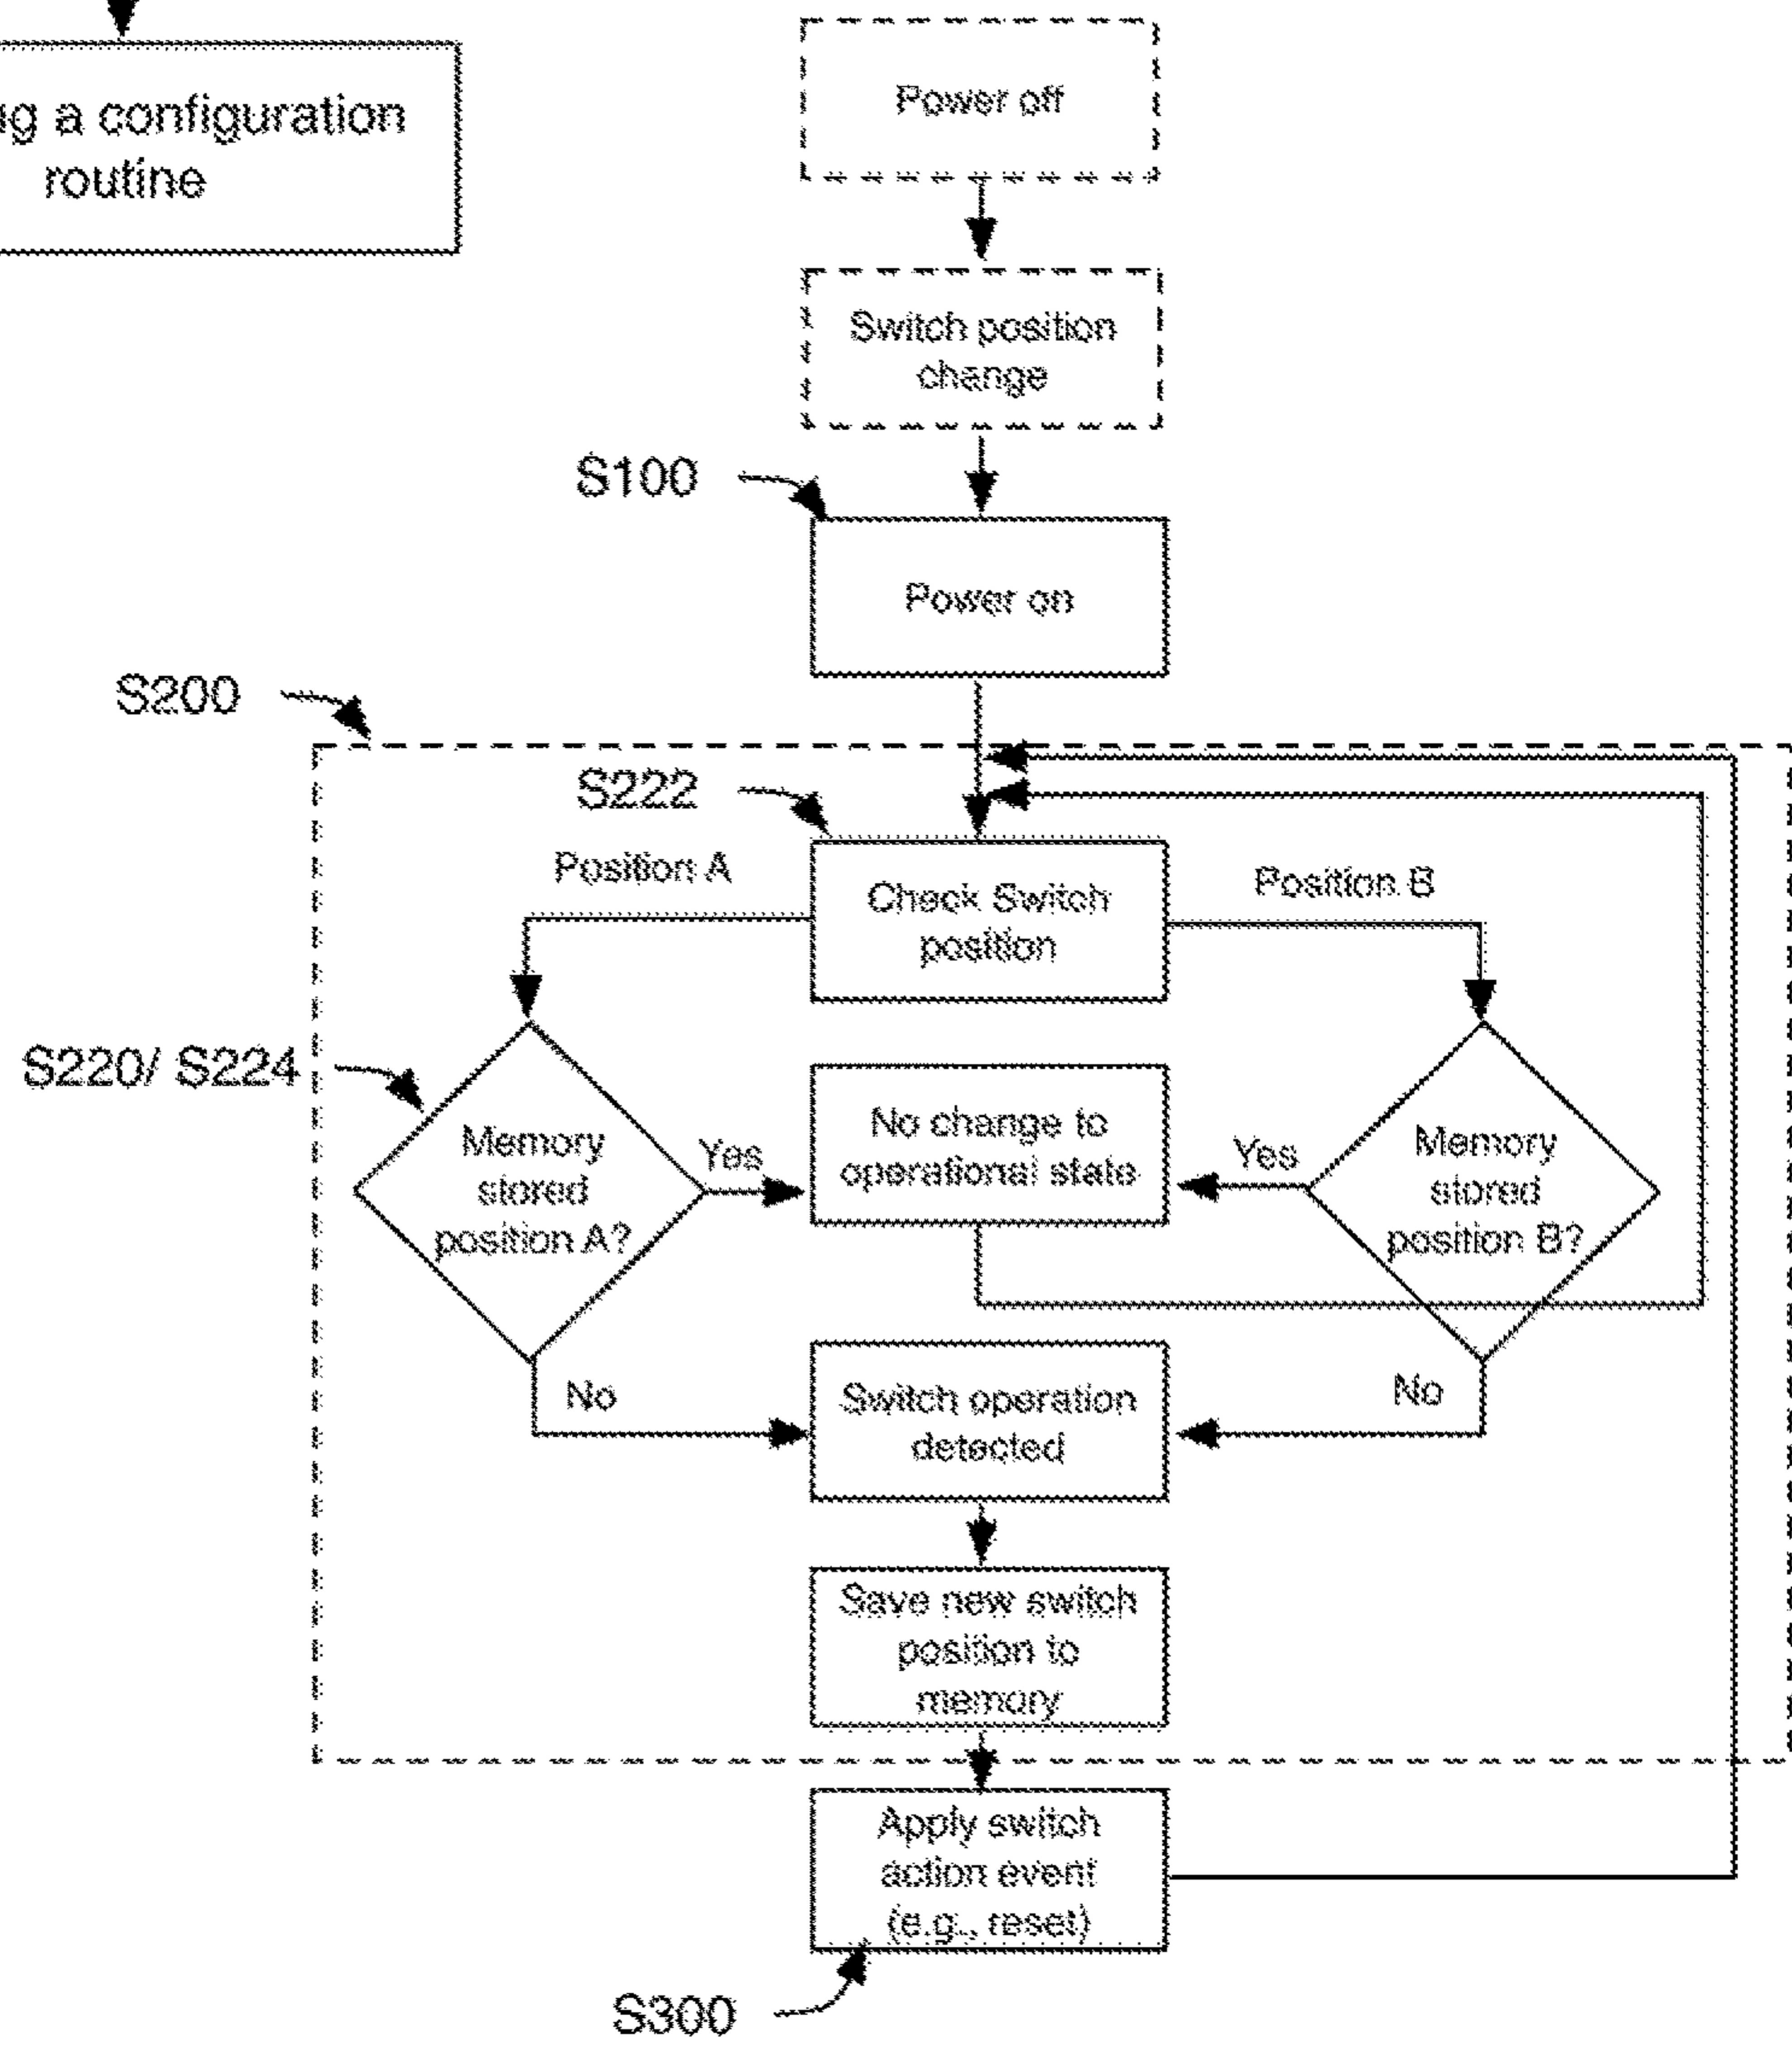 a configuration
routine
Power off
Switch position
change
S100
Power on
S200
S222
Position A
Check Switch
position
Position B
S220/ S224
Memory
stored
position A?
Yes
No change to
operational state
Yes
Memory
stored
position B?
No
Switch operation
detected
No
Save new switch
position to
memory
Apply switch
action event
(e.g., reset)
S300